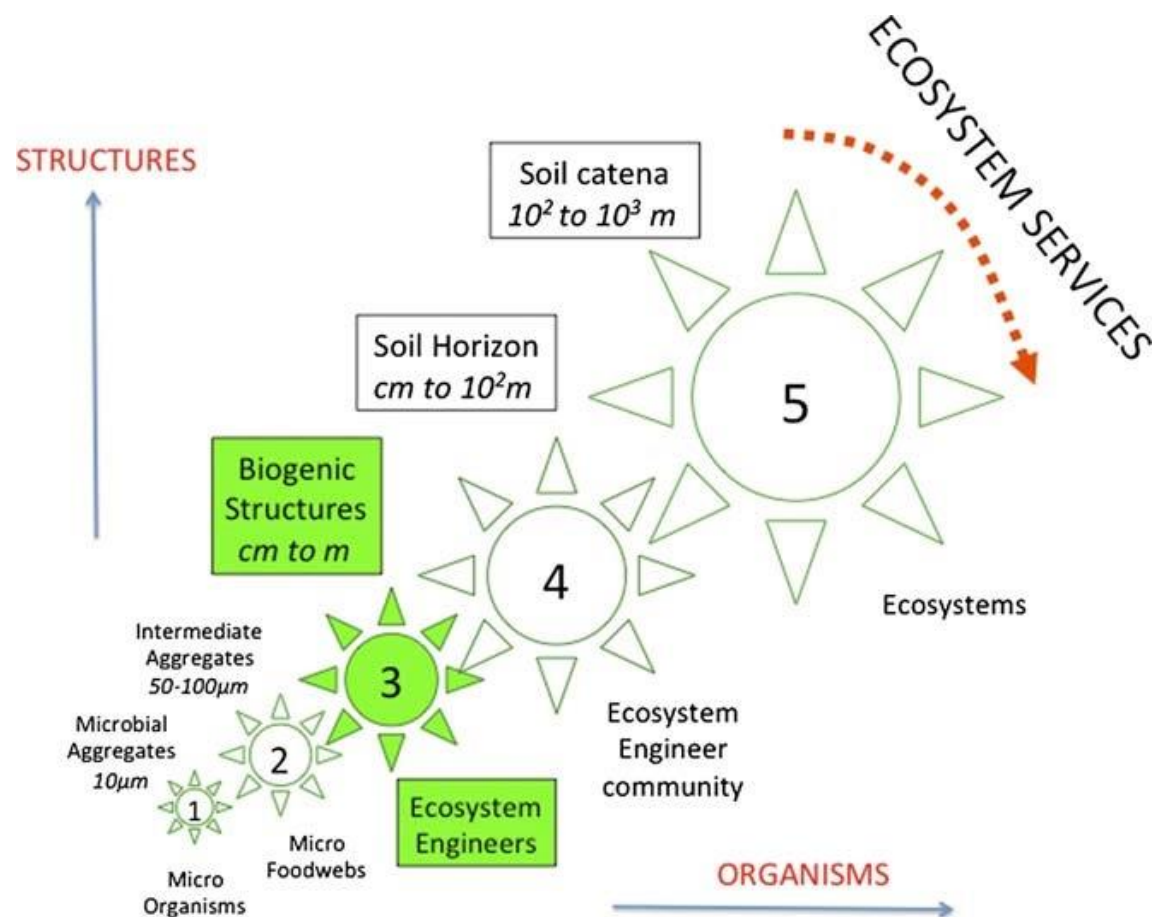 ECOSYSTEM SERVICES
STRUCTURES
Soil catena
10² to 10³ m
Soil Horizon
cm to 10²m
5
Biogenic
Structures
cm to m
4
Ecosystems
Intermediate
Aggregates
50-100µm
3
Ecosystem
Engineer
community
Microbial
Aggregates
10µm
2
1
Ecosystem
Engineers
Micro
Foodwebs
Micro
Organisms
ORGANISMS